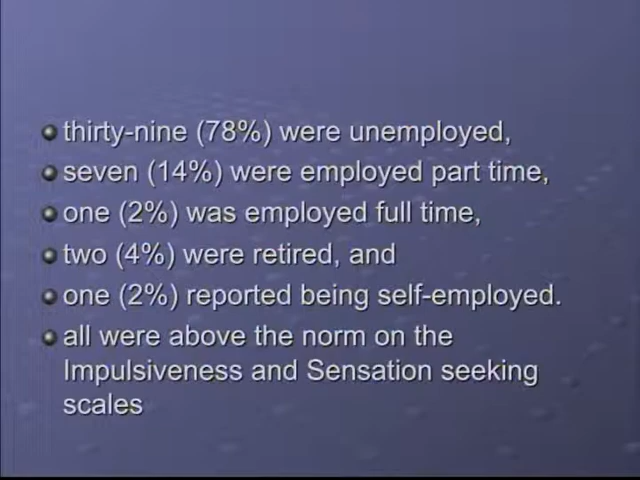 thirty-nine (78%) were unemployed,
seven (14%) were employed part time,
one (2%) was employed full time,
two (4%) were retired, and
one (2%) reported being self-employed.
all were above the norm on the
Impulsiveness and Sensation seeking
scales